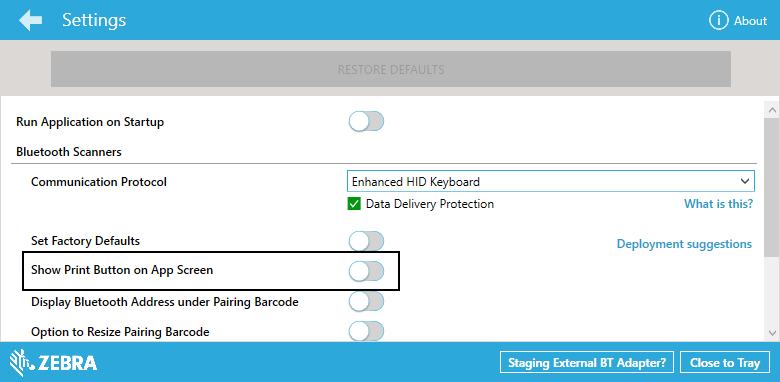 Settings
About
RESTORE DEFAULTS
Run Application on Startup
Bluetooth Scanners
Communication Protocol
Enhanced HID Keyboard
Data Delivery Protection
What is this?
Set Factory Defaults
Deployment suggestions
Show Print Button on App Screen
Display Bluetooth Address under Pairing Barcode
Option to Resize Pairing Barcode
ZEBRA
Staging External BT Adapter?
Close to Tray